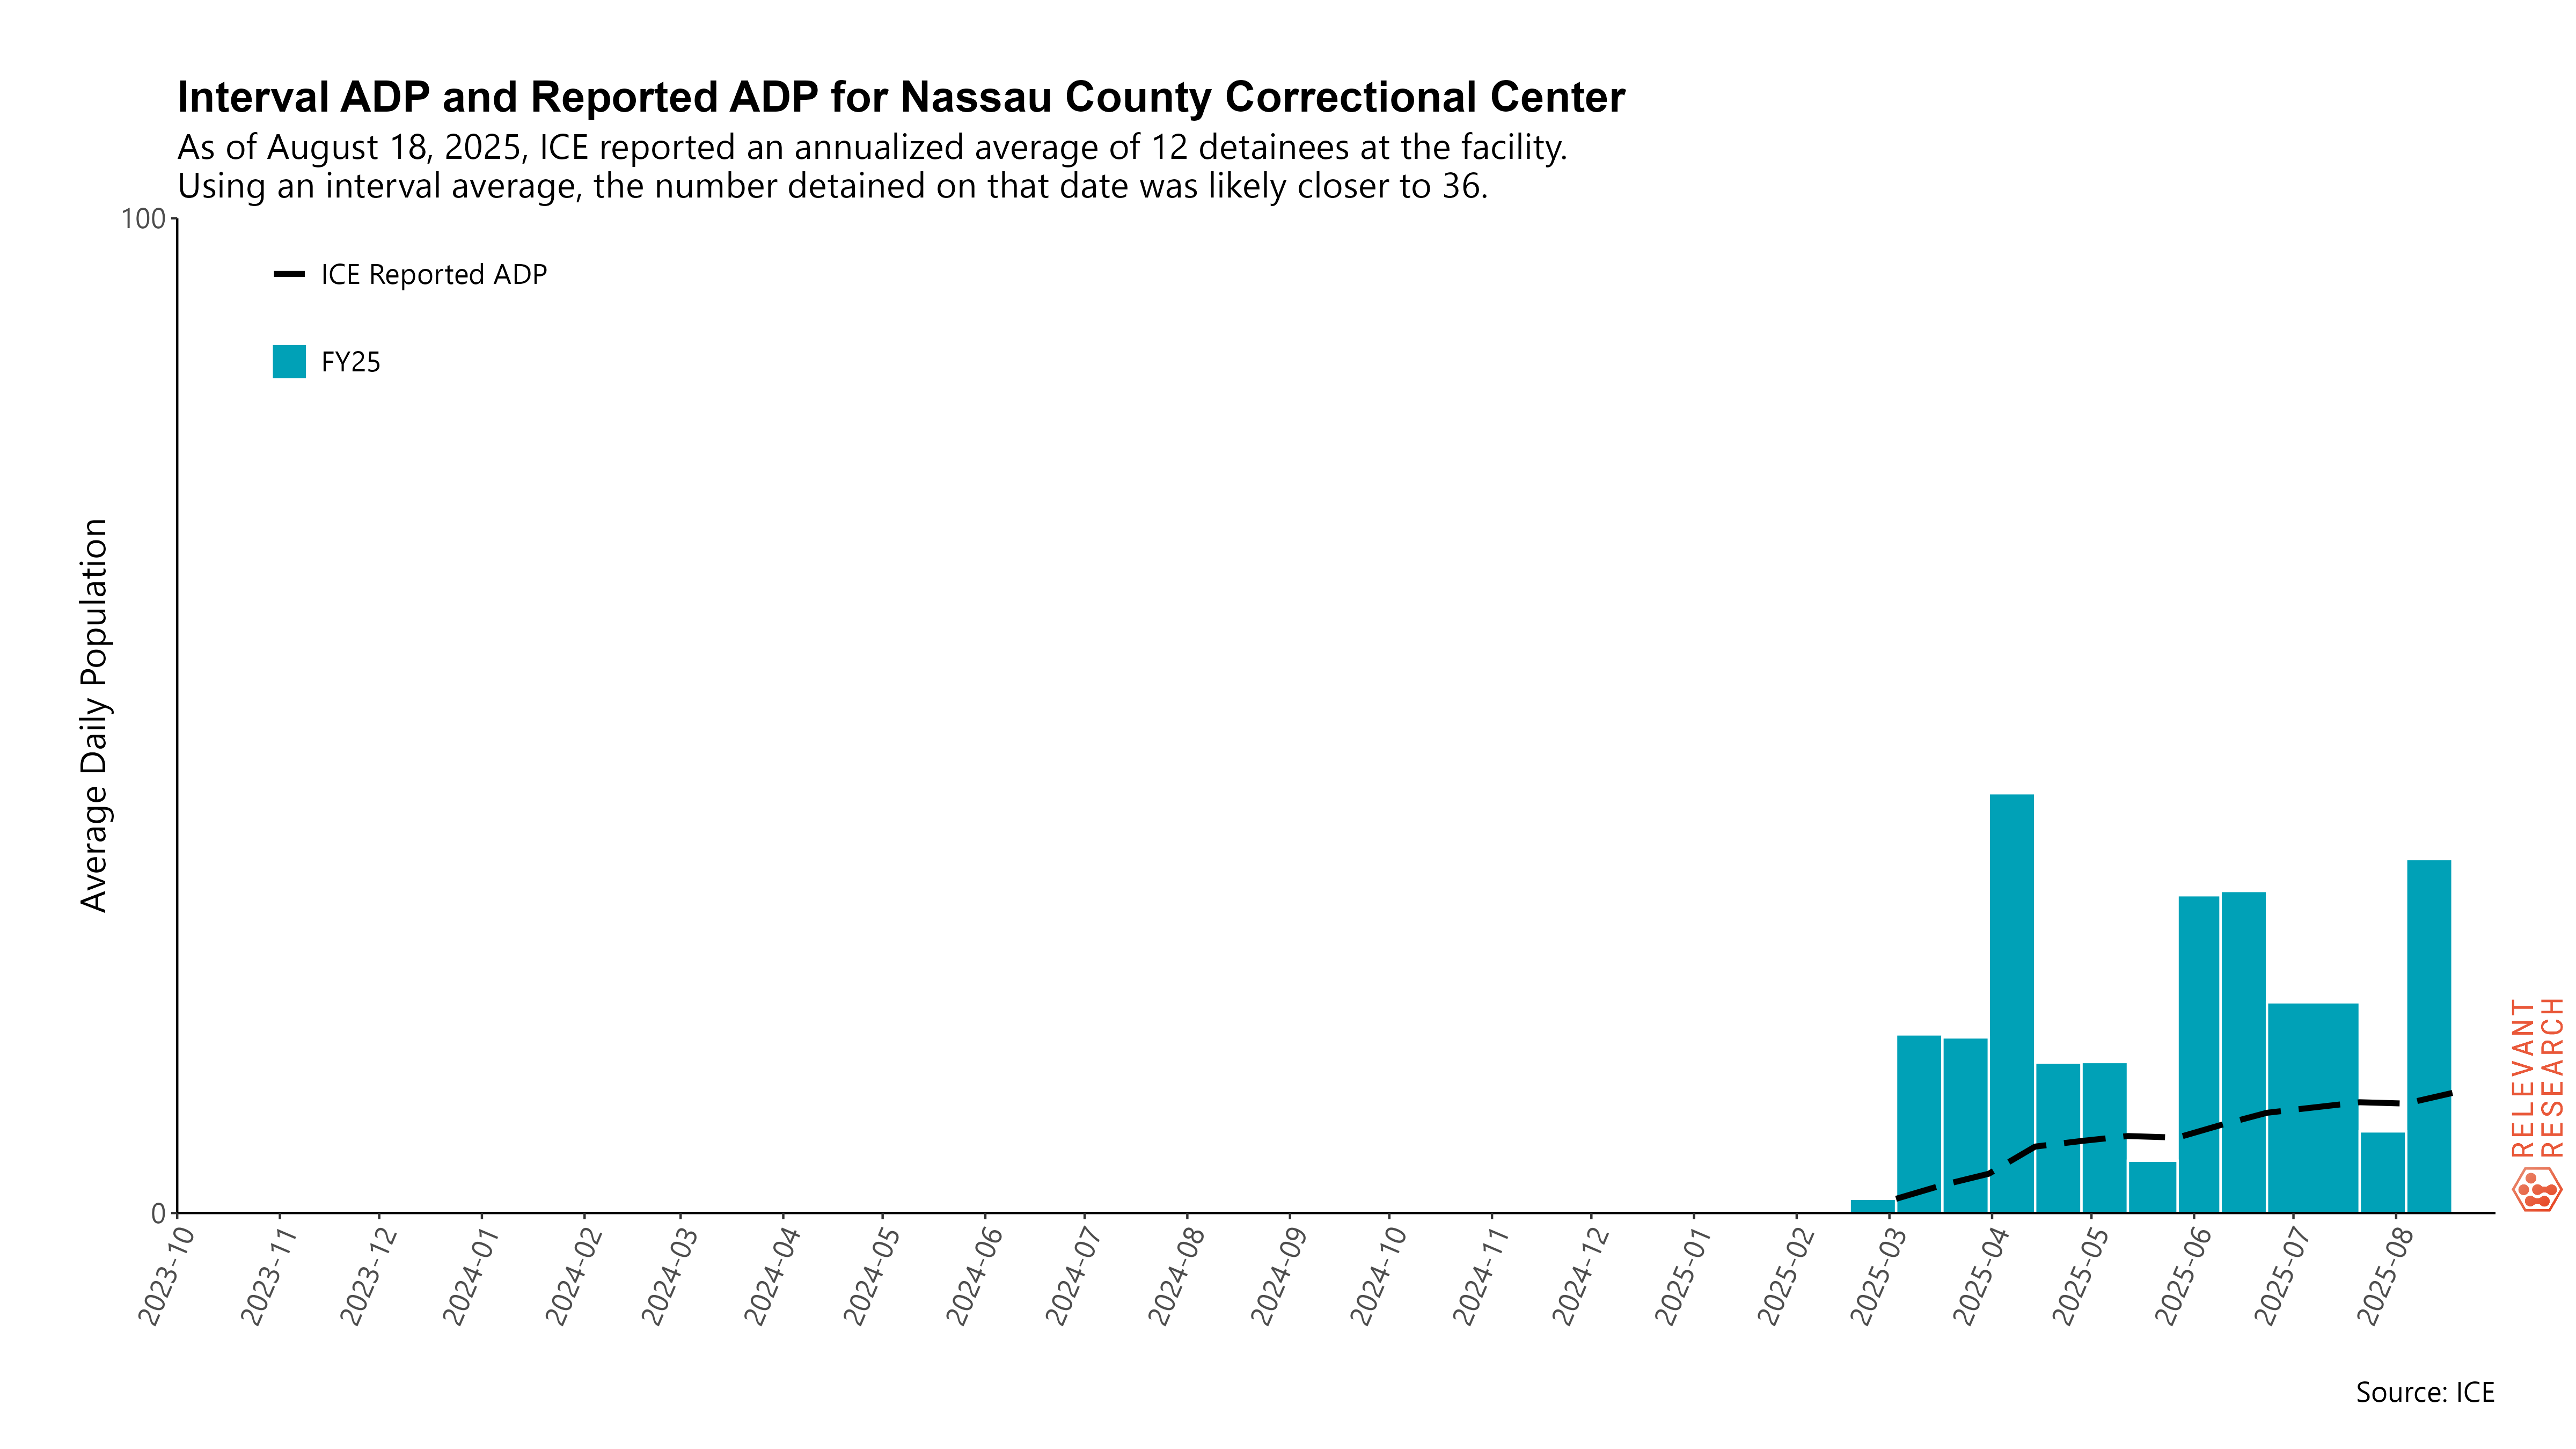 Interval ADP and Reported ADP for Nassau County Correctional Center
As of August 18, 2025, ICE reported an annualized average of 12 detainees at the facility.
Using an interval average, the number detained on that date was likely closer to 36.
100
ICE Reported ADP
FY25
Average Daily Population
0
2023-10
2023-11
2023-12
2024-01
2024-02
2024-03
2024-04
2024-05
2024-06
2024-07
2024-08
2024-09
2024-10
2024-11
2024-12
2025-01
2025-02
2025-03
2025-04
2025-05
2025-06
2025-07
2025-08
RELEVANT
RESEARCH
Source: ICE